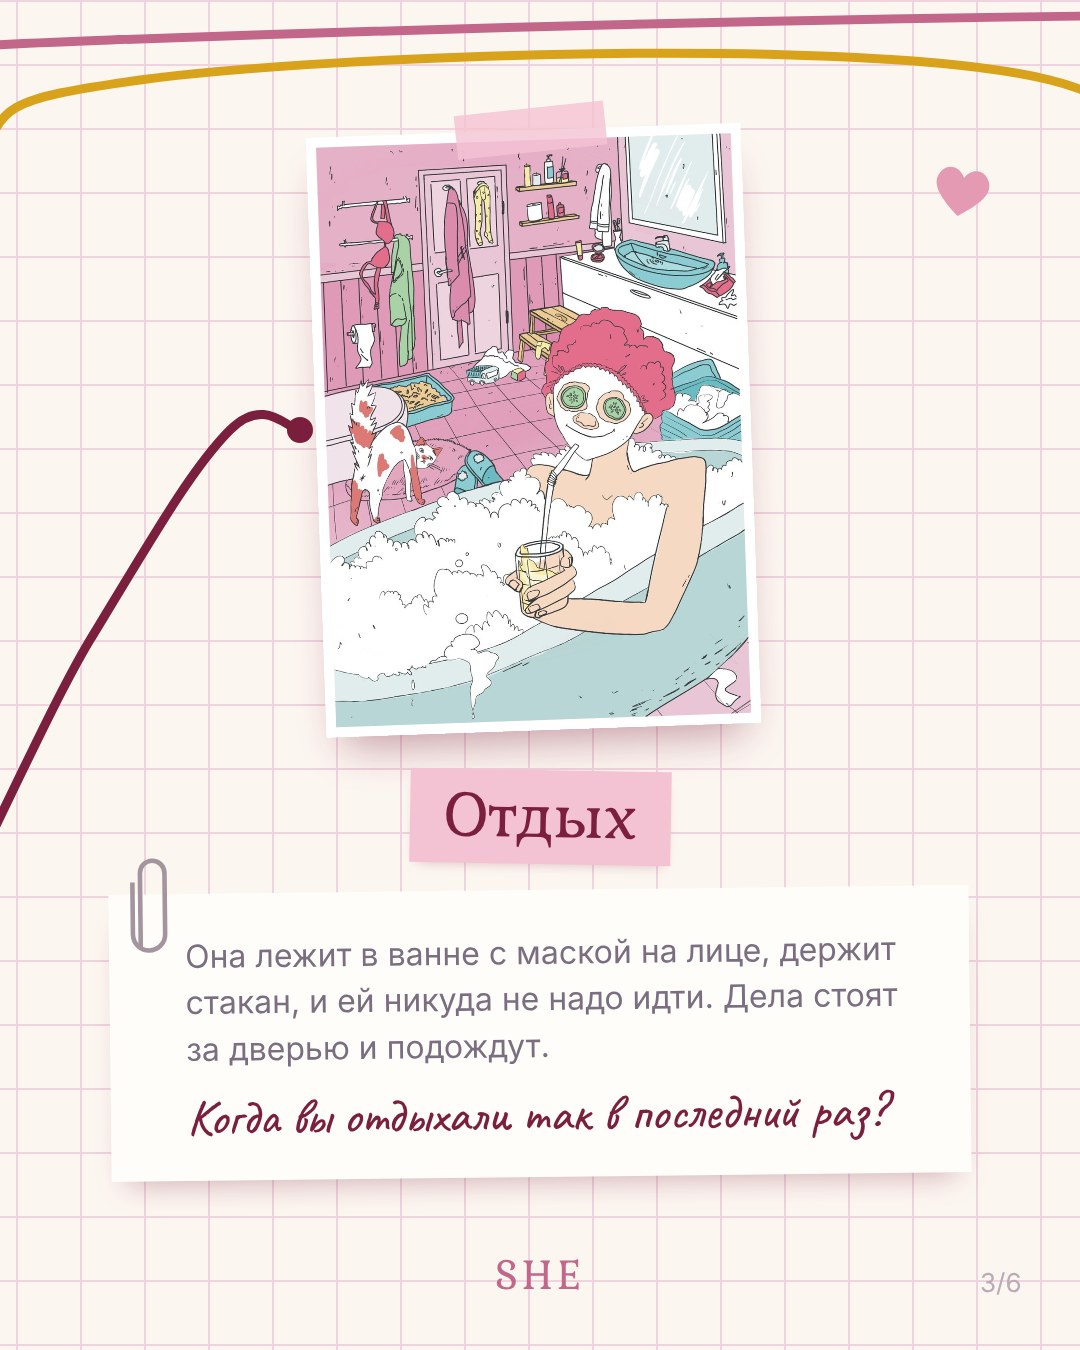 Отдых
Она лежит в ванне с маской на лице, держит
стакан, и ей никуда не надо идти. Дела стоят
за дверью и подождут.
Когда вы отдыхали так в последний раз?
SHE
3/6